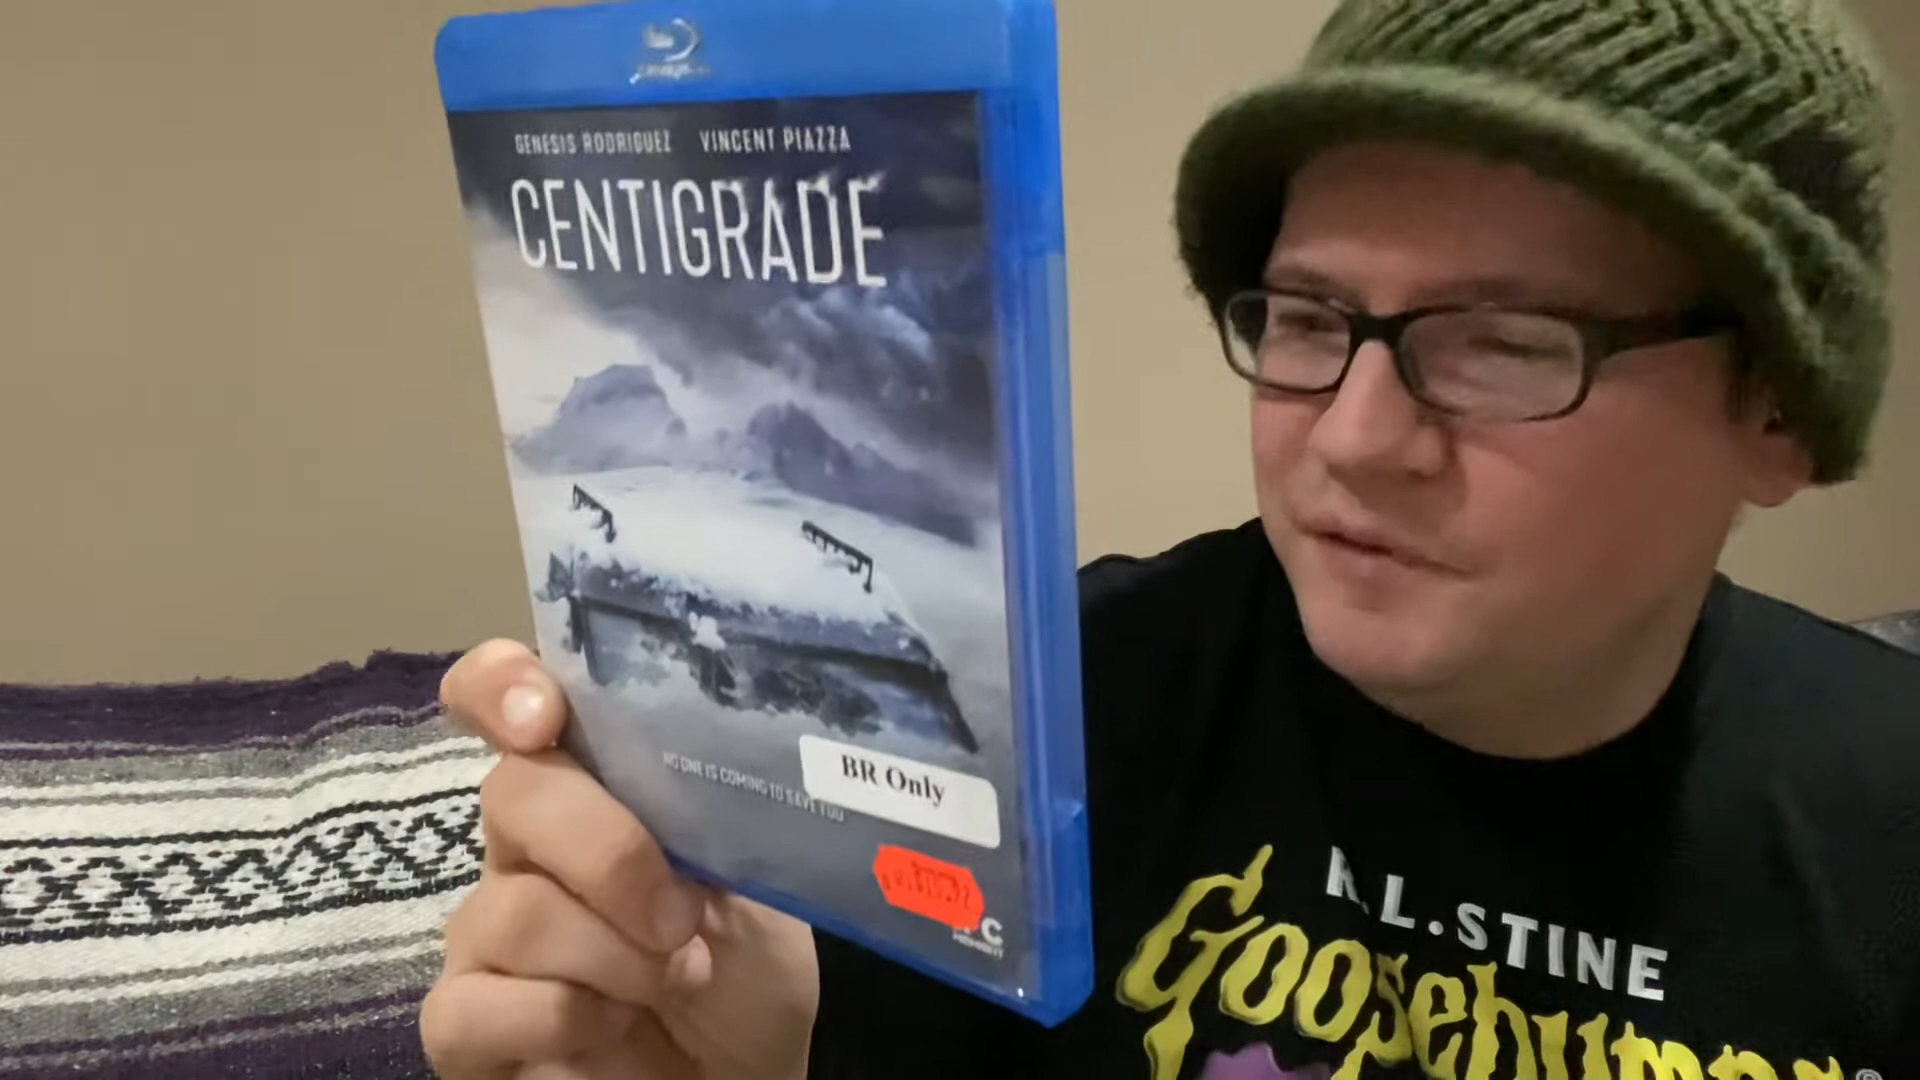 GENESIS RODRIGUEZ VINCENT PIAZZA
CENTIGRADE
NO ONE IS COMING TO SAVE YOU
BR Only
R.L.STINE
Goosebumps